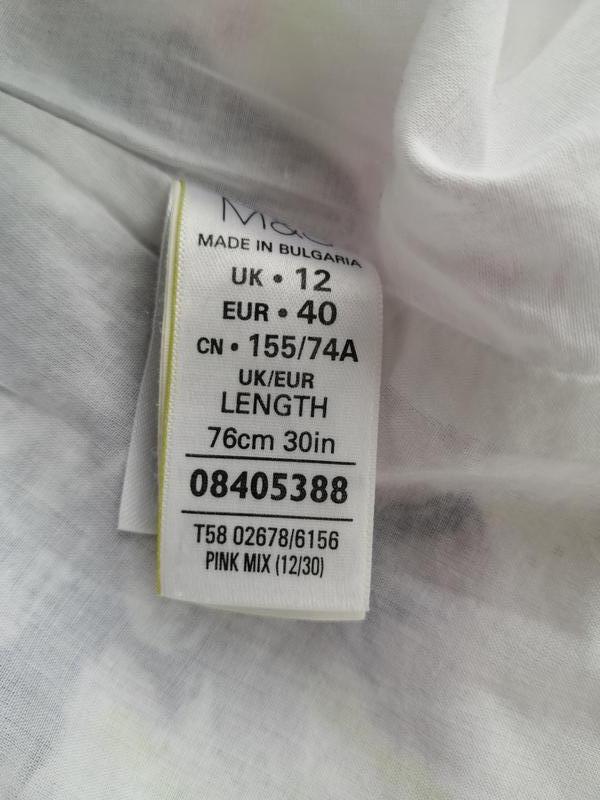 M&S
MADE IN BULGARIA
UK • 12
EUR • 40
CN • 155/74A
UK/EUR
LENGTH
76cm 30in
08405388
T58 02678/6156
PINK MIX (12/30)